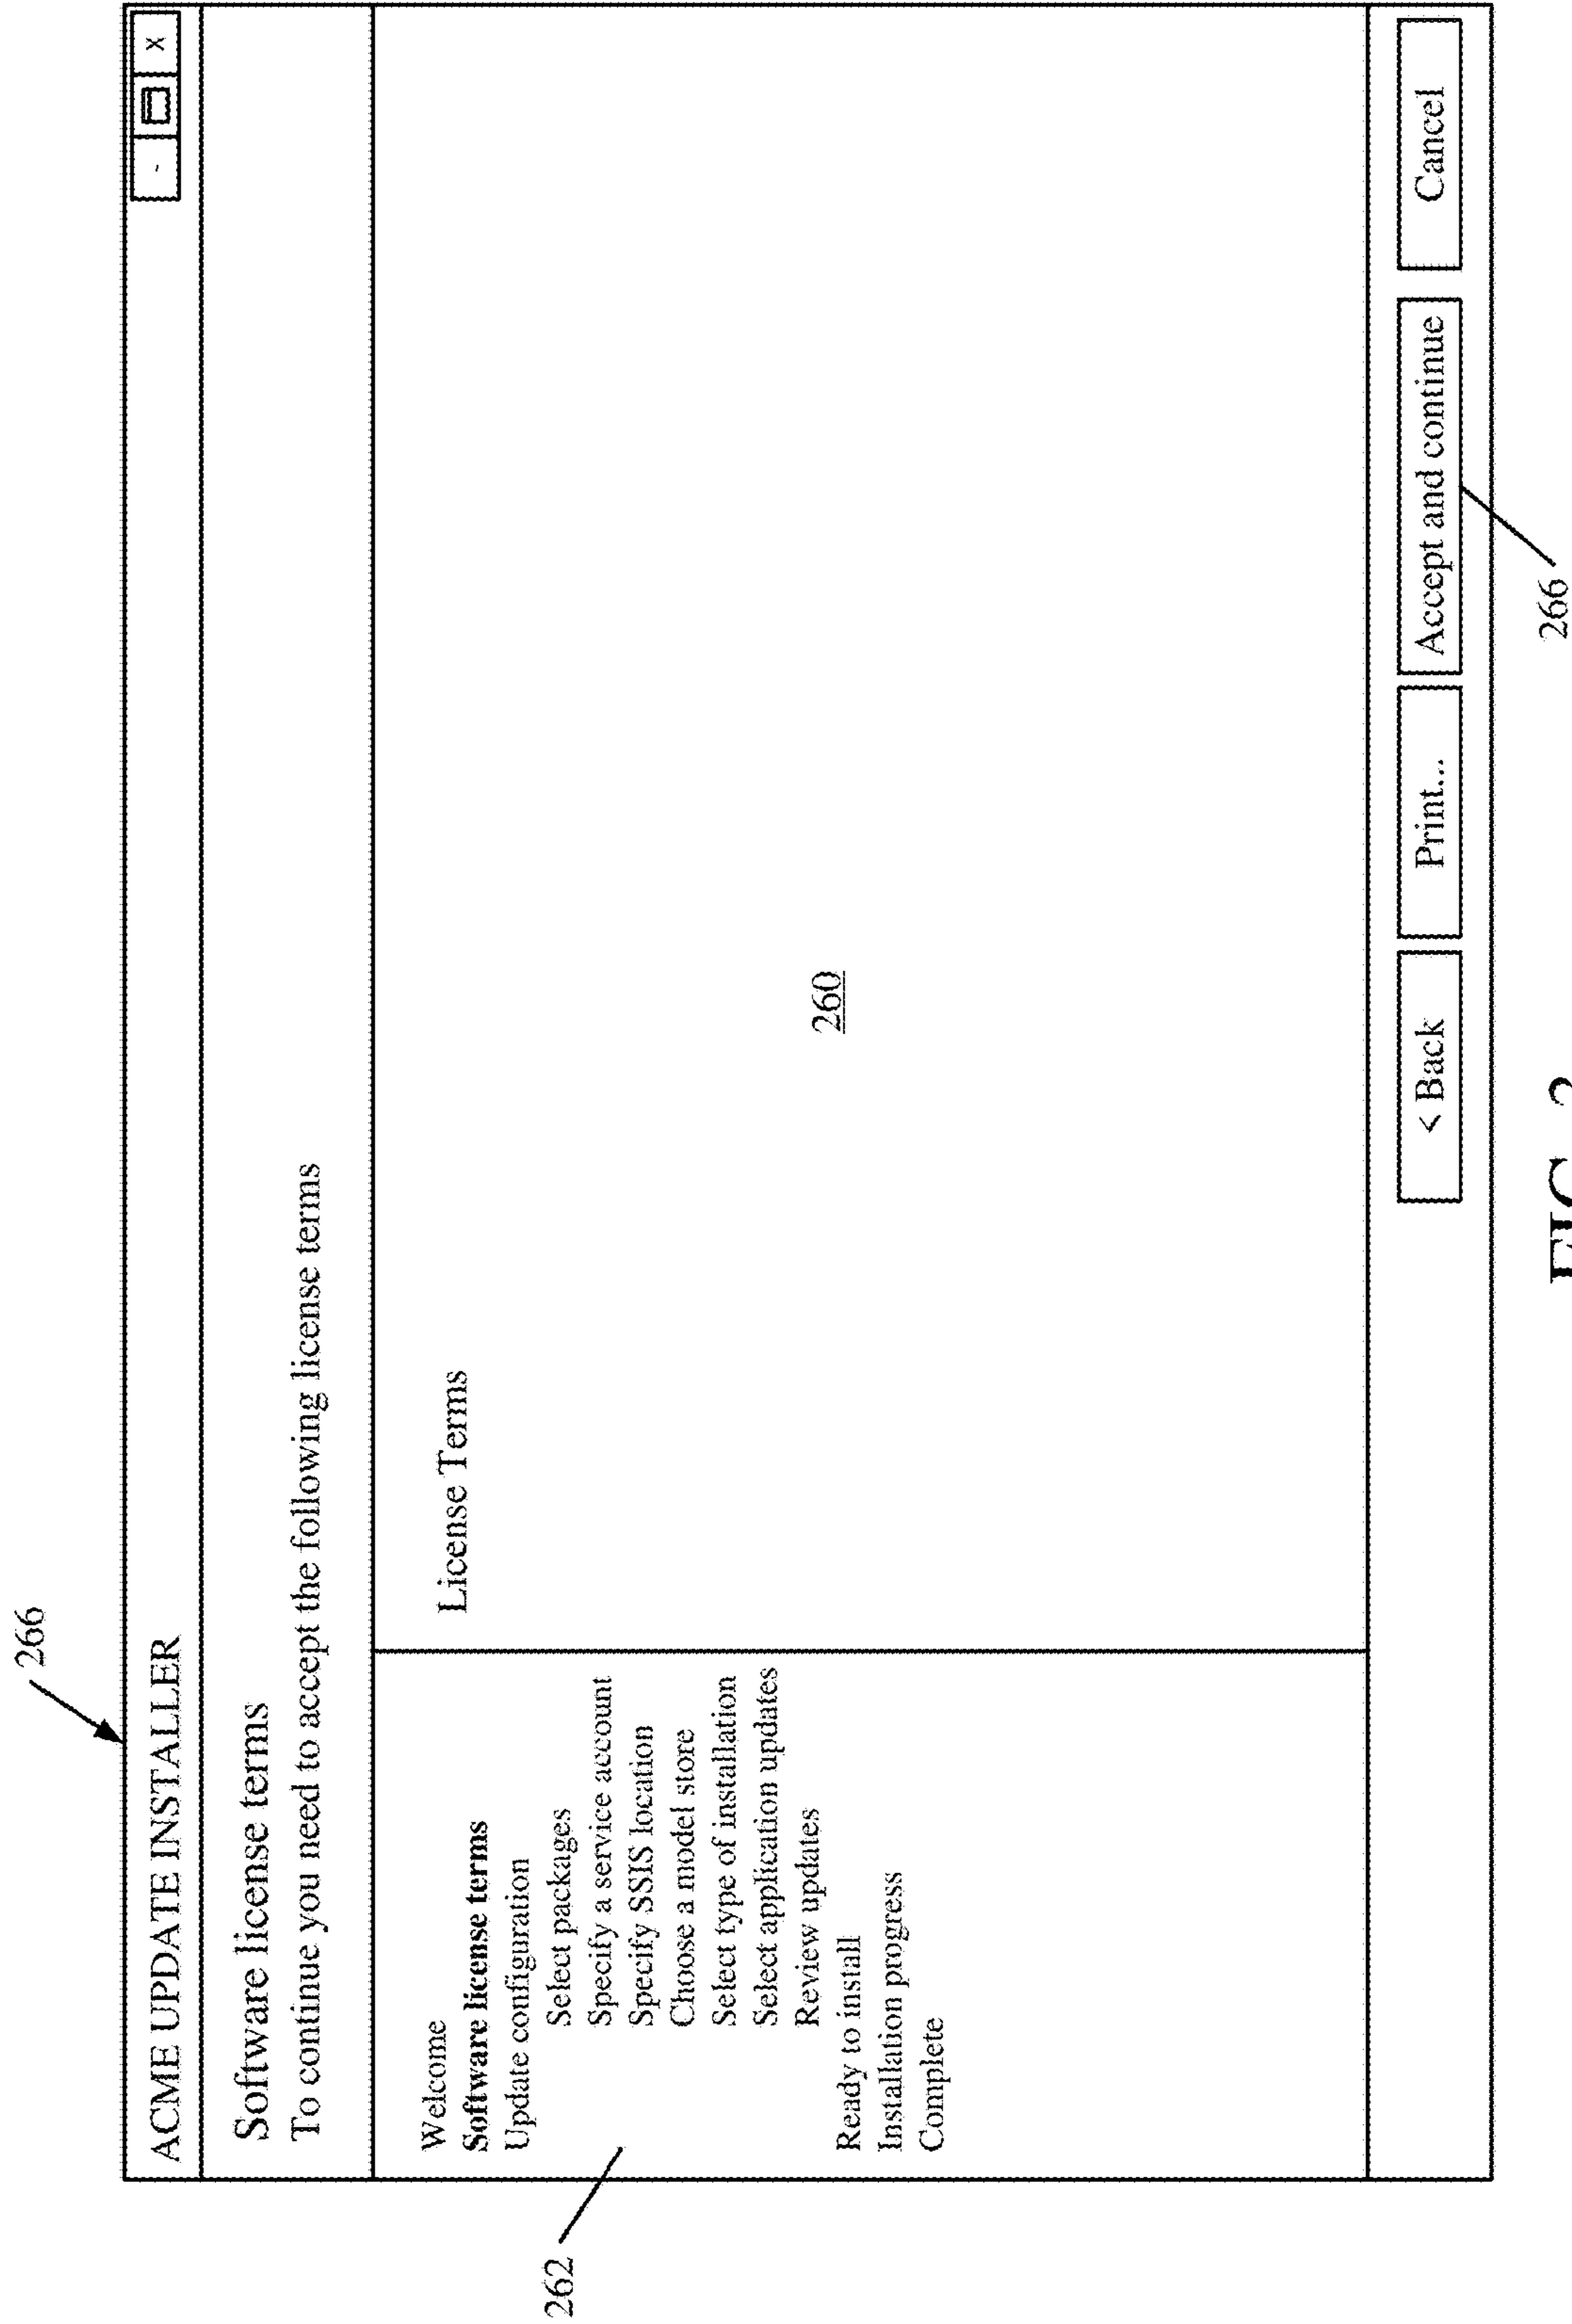 266
ACME UPDATE INSTALLER
- x
Software license terms
To continue you need to accept the following license terms
Welcome
Software license terms
Update configuration
Select packages
Specify a service account
Specify SSIS location
Choose a model store
Select type of installation
Select application updates
Review updates
Ready to install
Installation progress
Complete
262
License Terms
260
< Back
Print...
Accept and continue
Cancel
266